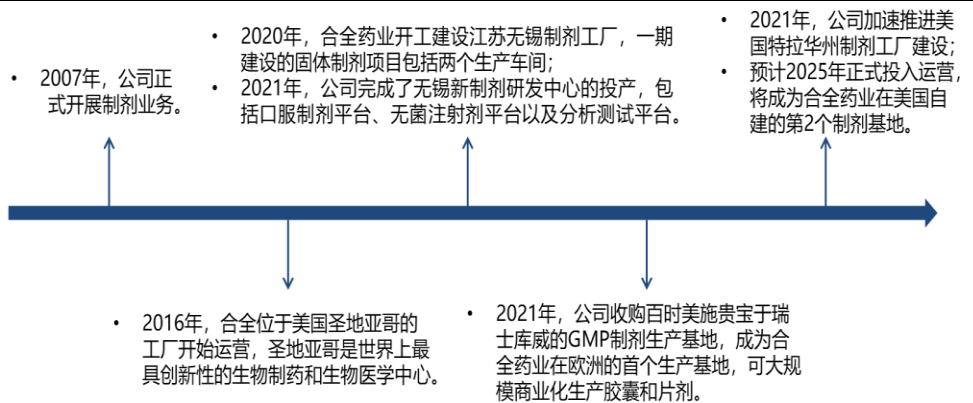 • 2007年，公司正
式开展制剂业务。
• 2020年，合全药业开工建设江苏无锡制剂工厂，一期
建设的固体制剂项目包括两个生产车间；
• 2021年，公司完成了无锡新制剂研发中心的投产，包
括口服制剂平台、无菌注射剂平台以及分析测试平台。
• 2021年，公司加速推进美
国特拉华州制剂工厂建设；
• 预计2025年正式投入运营，
将成为合全药业在美国自
建的第2个制剂基地。
• 2016年，合全位于美国圣地亚哥的
工厂开始运营，圣地亚哥是世界上最
具创新性的生物制药和生物医学中心。
• 2021年，公司收购百时美施贵宝于瑞
士库威的GMP制剂生产基地，成为合
全药业在欧洲的首个生产基地，可大规
模商业化生产胶囊和片剂。